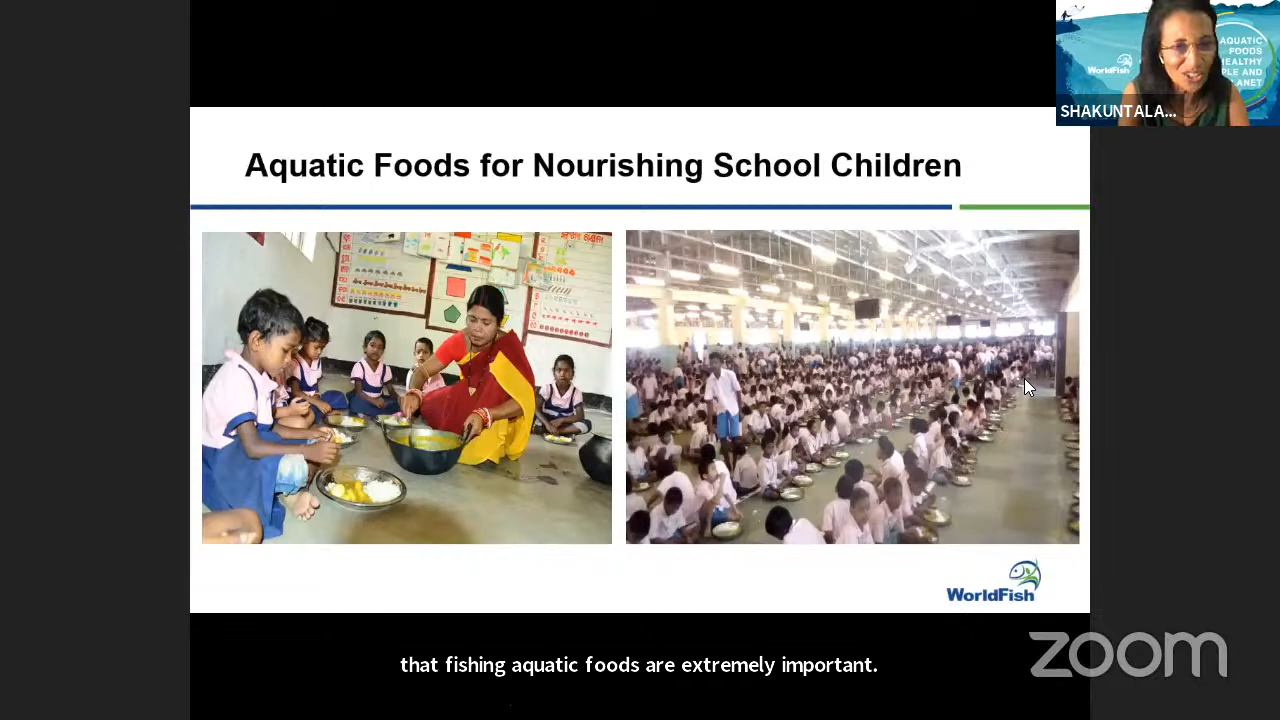 AQUATIC
FOODS
HEALTHY
PLE AND
LANET
WorldFish
SHAKUNTALA...
Aquatic Foods for Nourishing School Children
WorldFish
that fishing aquatic foods are extremely important.
zoom